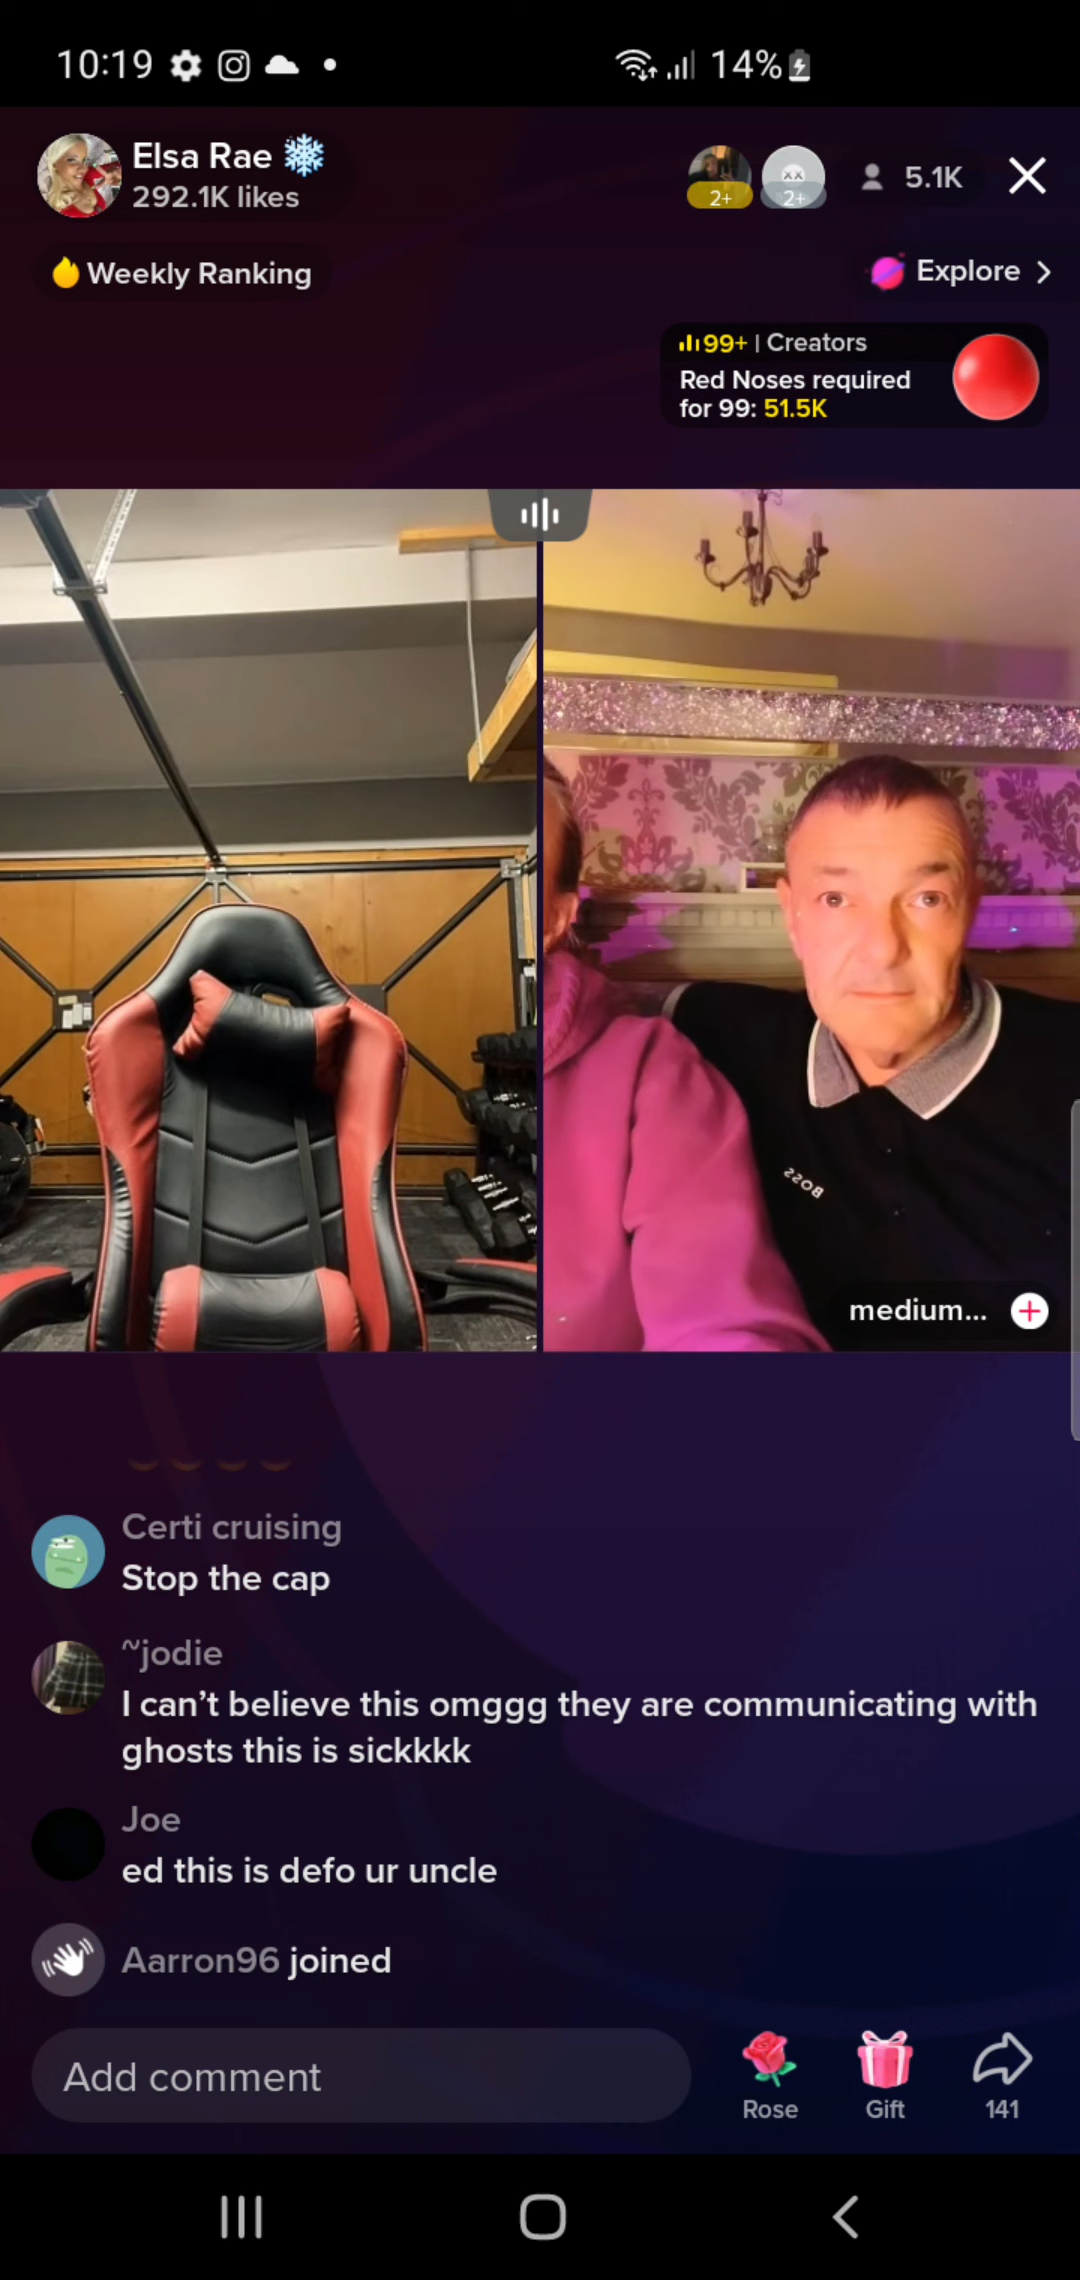 10:19
14%
Elsa Rae ❄️
292.1K likes
2+
2+
5.1K
Weekly Ranking
Explore >
99+ | Creators
Red Noses required
for 99: 51.5K
BOSS
medium...
Certi cruising
Stop the cap
~jodie
I can't believe this omggg they are communicating with
ghosts this is sickkkk
Joe
ed this is defo ur uncle
Aarron96 joined
Add comment
Rose
Gift
141